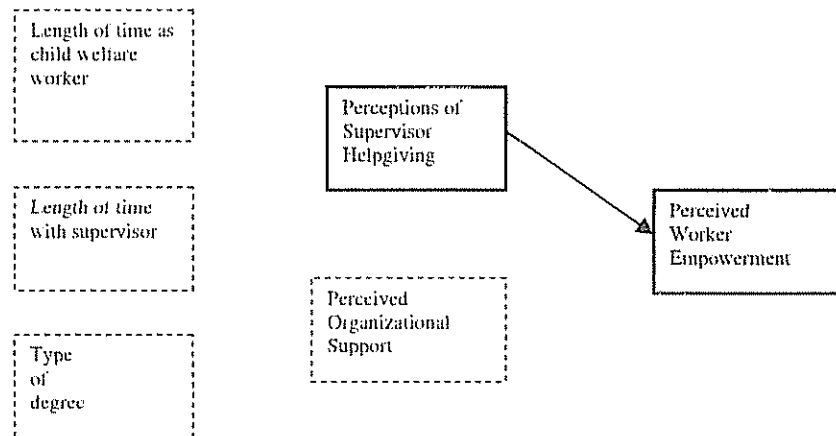 Length of time as
child welfare
worker
Perceptions of
Supervisor
Helpgiving
Length of time
with supervisor
Perceived
Worker
Empowerment
Perceived
Organizational
Support
Type
of
degree